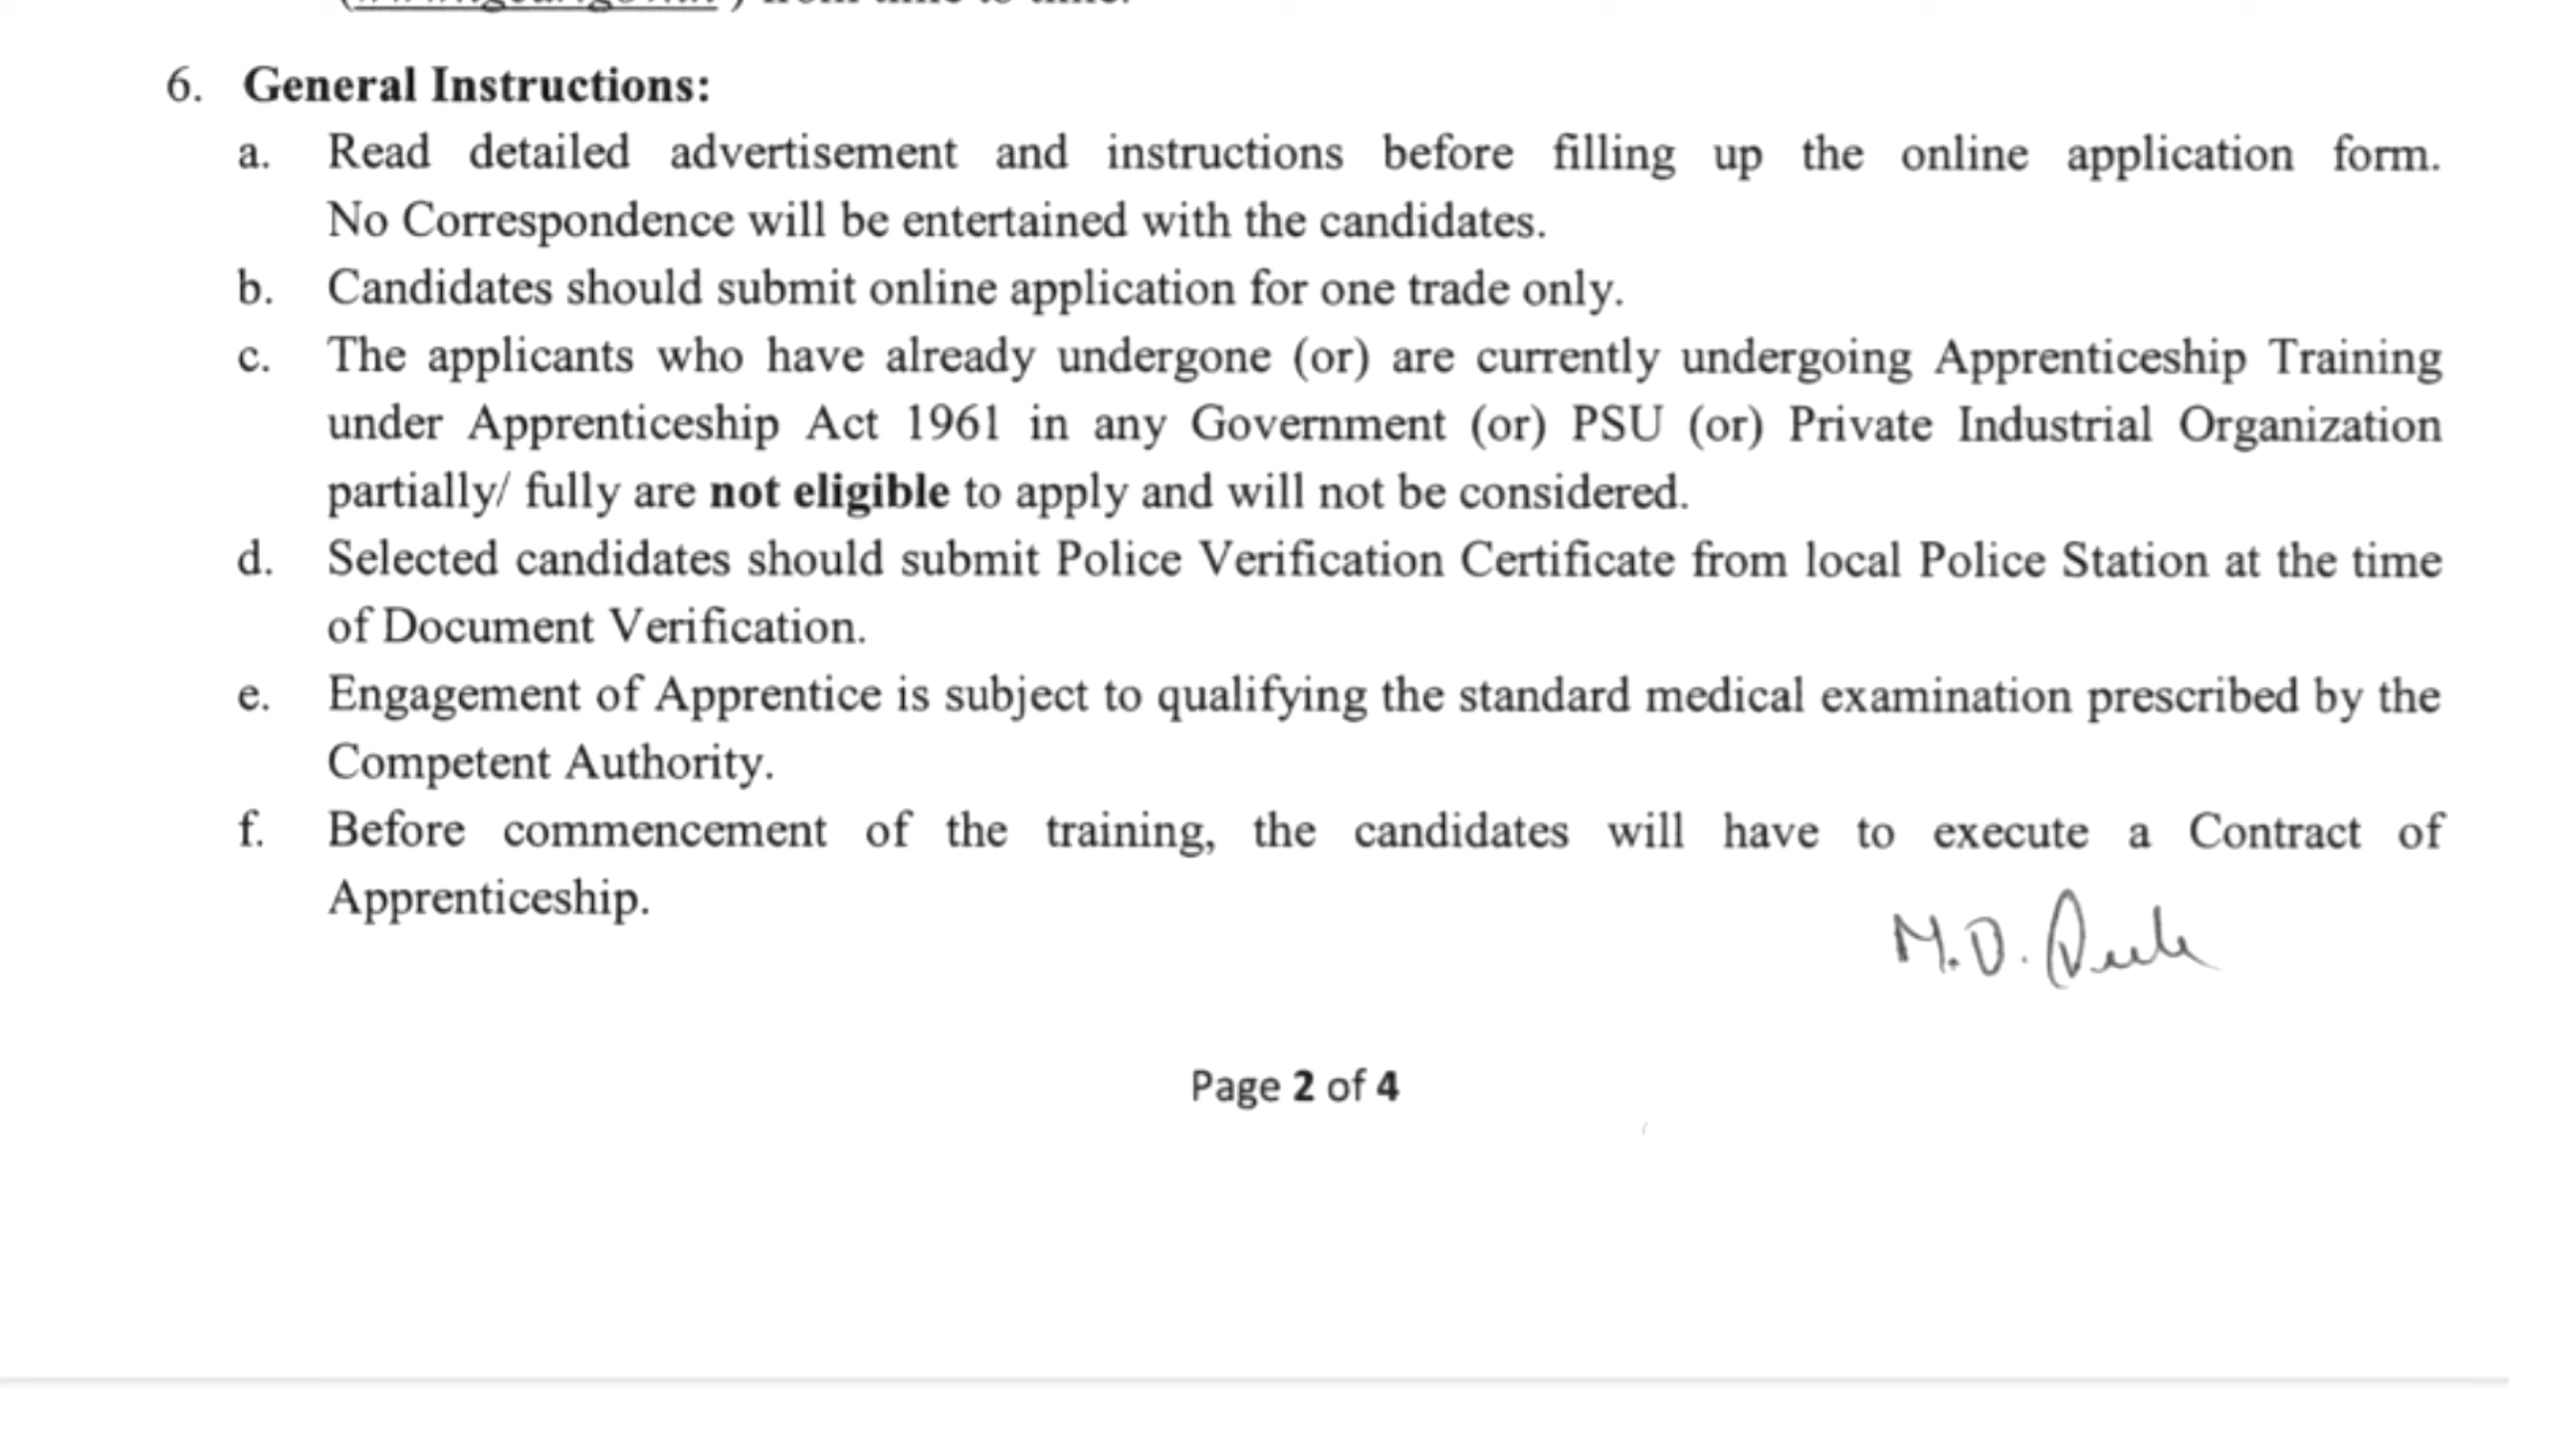 from time to time.
6. General Instructions:
a. Read detailed advertisement and instructions before filling up the online application form.
No Correspondence will be entertained with the candidates.
b. Candidates should submit online application for one trade only.
c. The applicants who have already undergone (or) are currently undergoing Apprenticeship Training
under Apprenticeship Act 1961 in any Government (or) PSU (or) Private Industrial Organization
partially/ fully are not eligible to apply and will not be considered.
d. Selected candidates should submit Police Verification Certificate from local Police Station at the time
of Document Verification.
e. Engagement of Apprentice is subject to qualifying the standard medical examination prescribed by the
Competent Authority.
f. Before commencement of the training, the candidates will have to execute a Contract of
Apprenticeship.
M.D.
Page 2 of 4